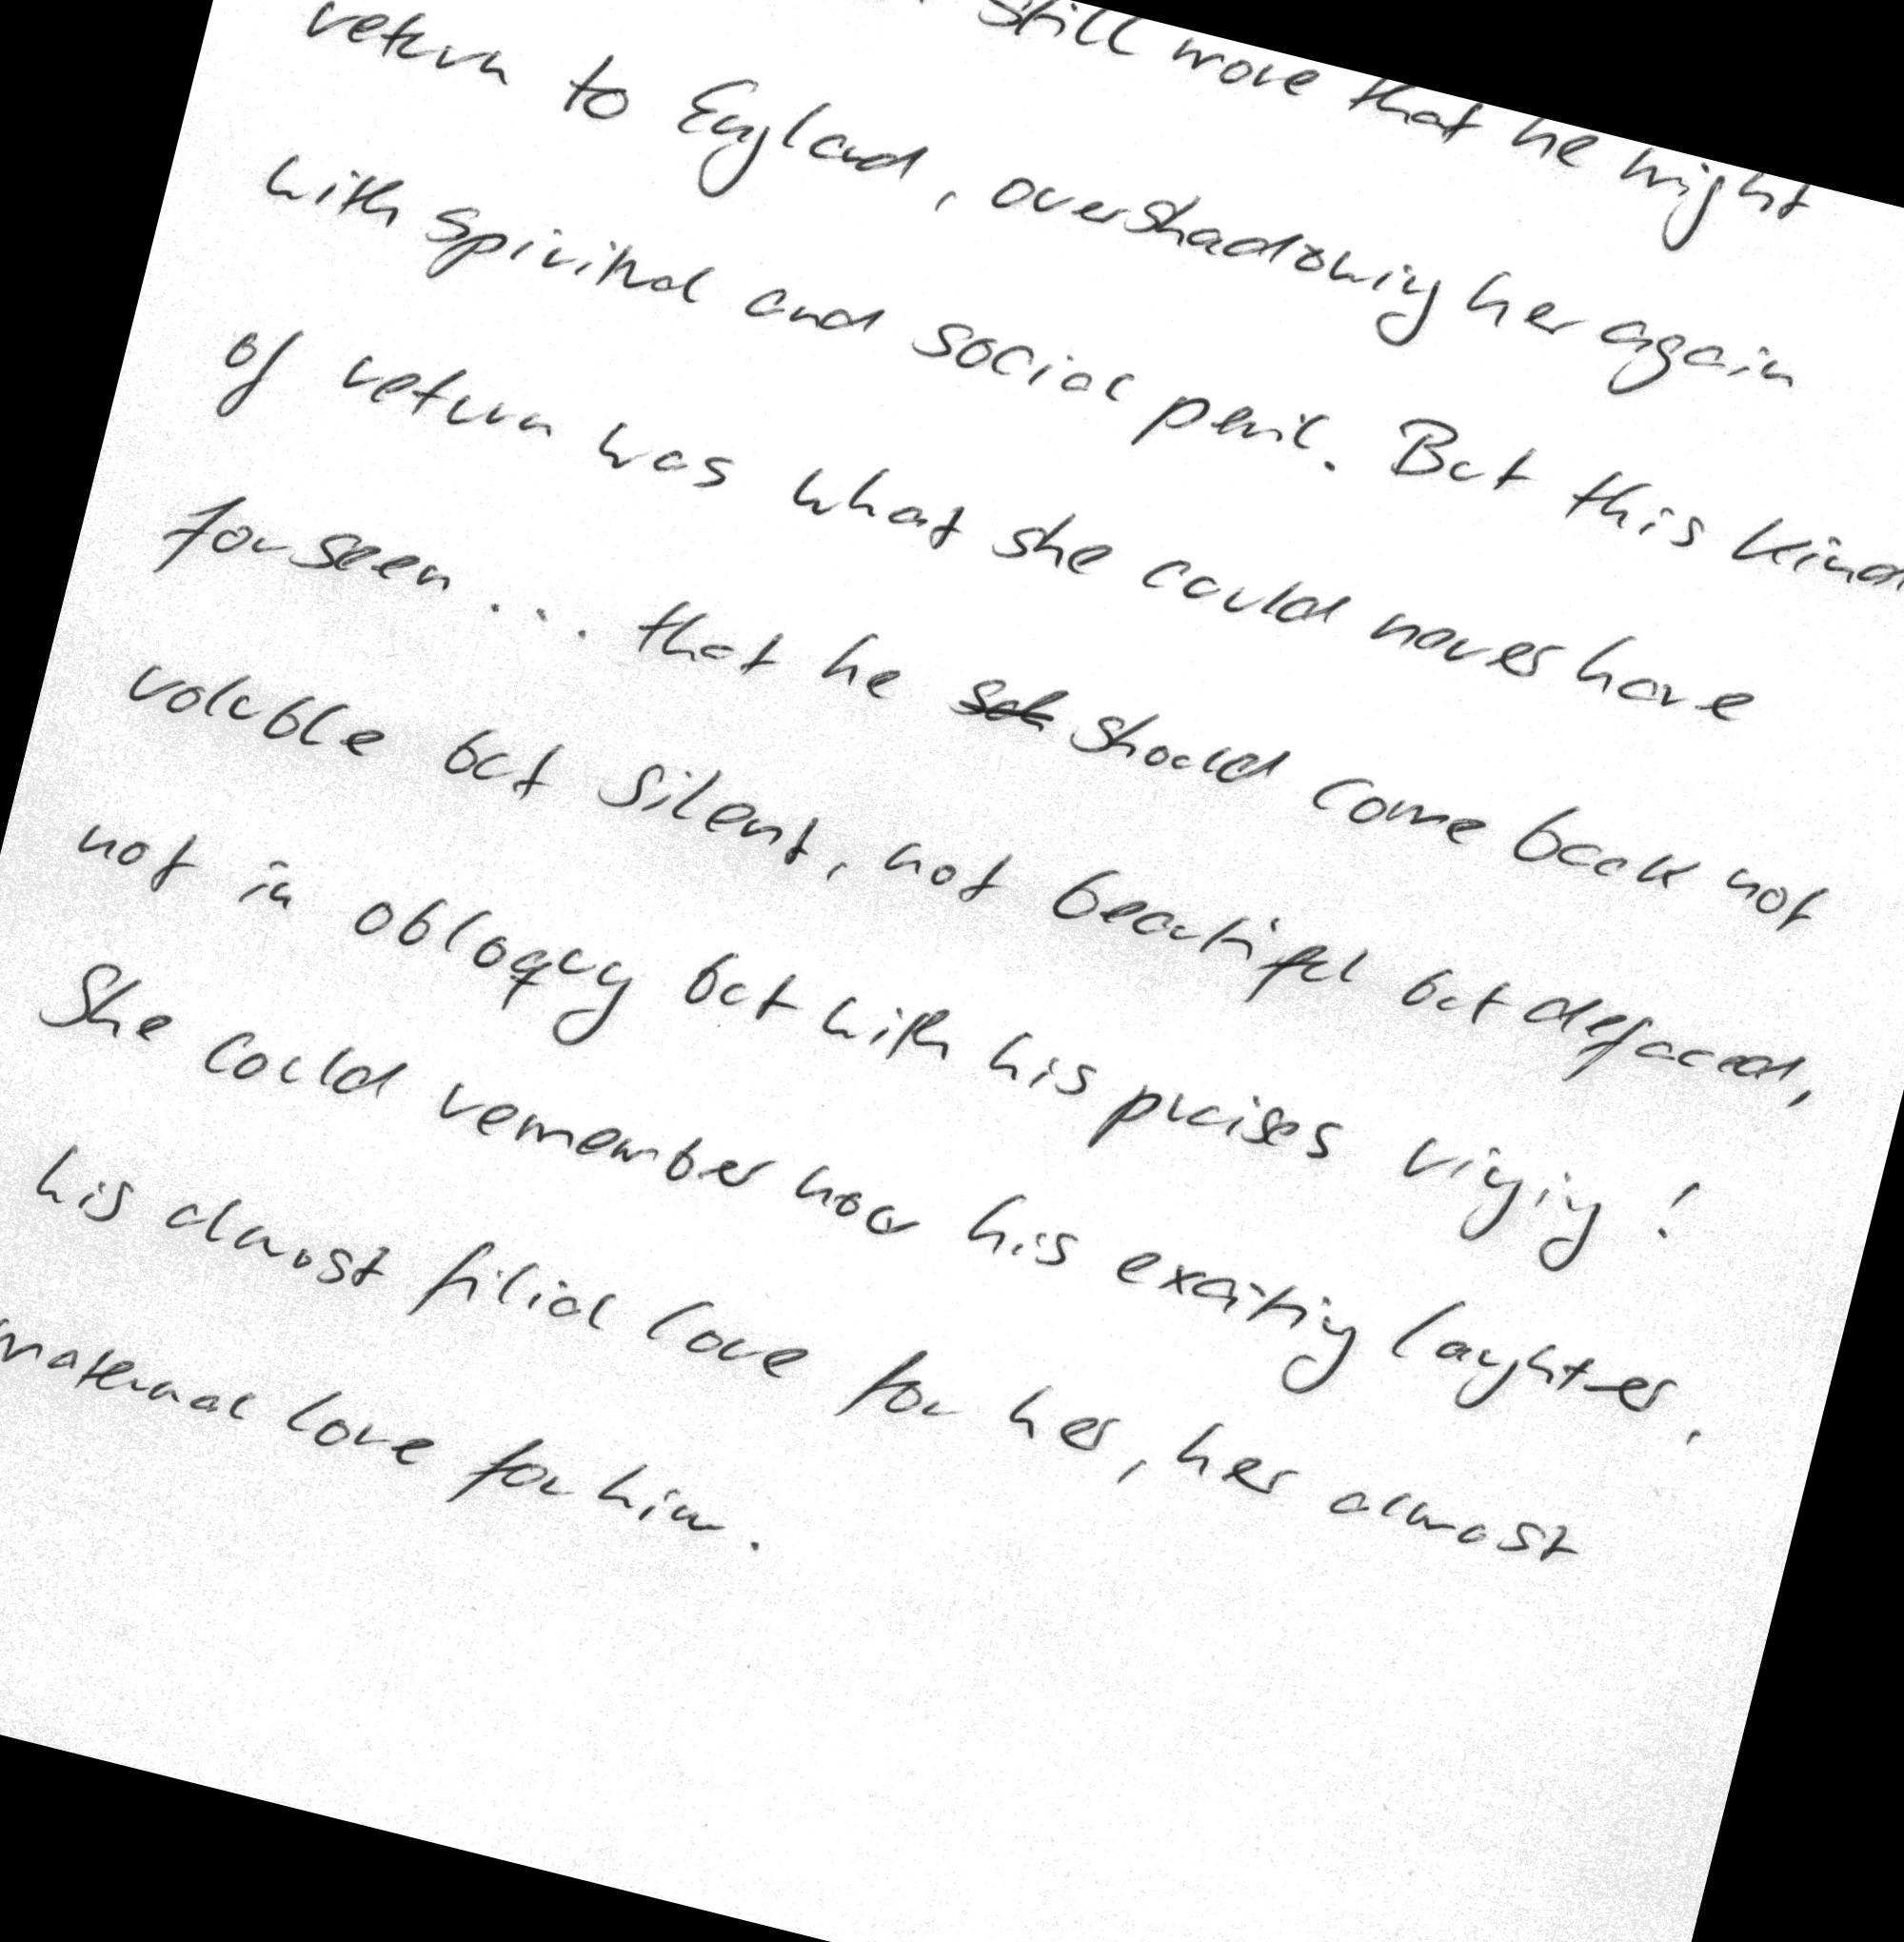 still more that he might
return to England, overshadowing her again
with spiritual and social peril. But this kind
of return was what she could never have
forseen... that he should come back not
voluble but silent, not beautiful but defaced,
not in obloquy but with his praises ringing!
She could remember now his exciting laughter,
his almost filial love for her, her almost
maternal love for him.